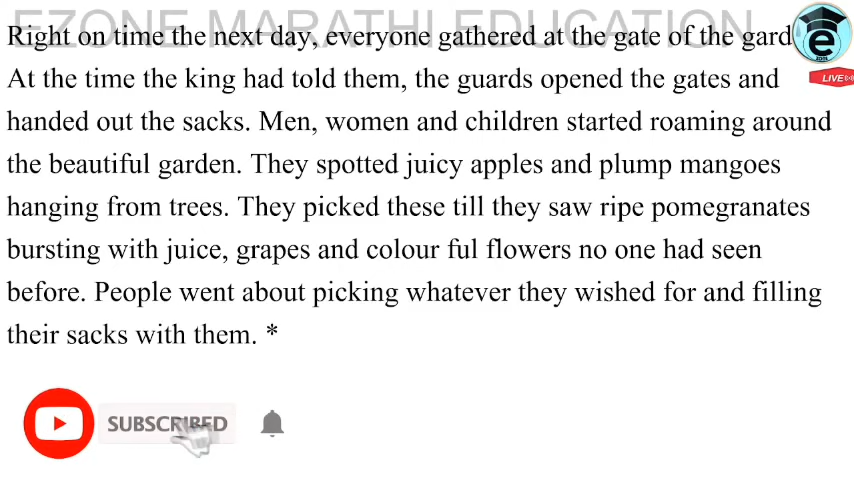 EZONE MARATHI EDUCATION
Right on time the next day, everyone gathered at the gate of the gard
At the time the king had told them, the guards opened the gates and
handed out the sacks. Men, women and children started roaming around
the beautiful garden. They spotted juicy apples and plump mangoes
hanging from trees. They picked these till they saw ripe pomegranates
bursting with juice, grapes and colour ful flowers no one had seen
before. People went about picking whatever they wished for and filling
their sacks with them. *
e
EZONE
LIVE
SUBSCRIBED